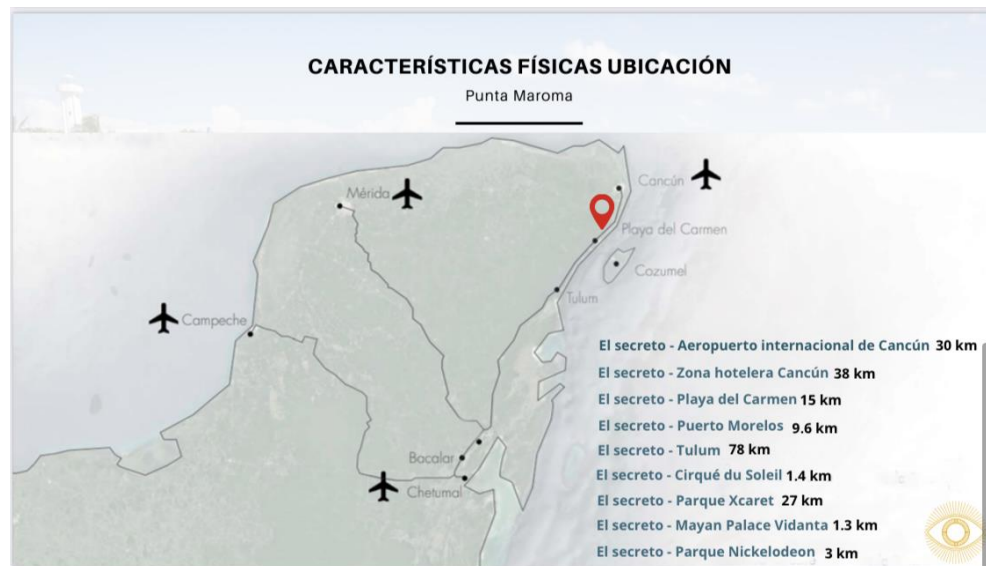 CARACTERÍSTICAS FÍSICAS UBICACIÓN
Punta Maroma
Mérida
Cancún
Playa del Carmen
Cozumel
Tulum
Campeche
Bacalar
Chetumal
El secreto - Aeropuerto internacional de Cancún 30 km
El secreto - Zona hotelera Cancún 38 km
El secreto - Playa del Carmen 15 km
El secreto - Puerto Morelos 9.6 km
El secreto - Tulum 78 km
El secreto - Cirqué du Soleil 1.4 km
El secreto - Parque Xcaret 27 km
El secreto - Mayan Palace Vidanta 1.3 km
El secreto - Parque Nickelodeon 3 km